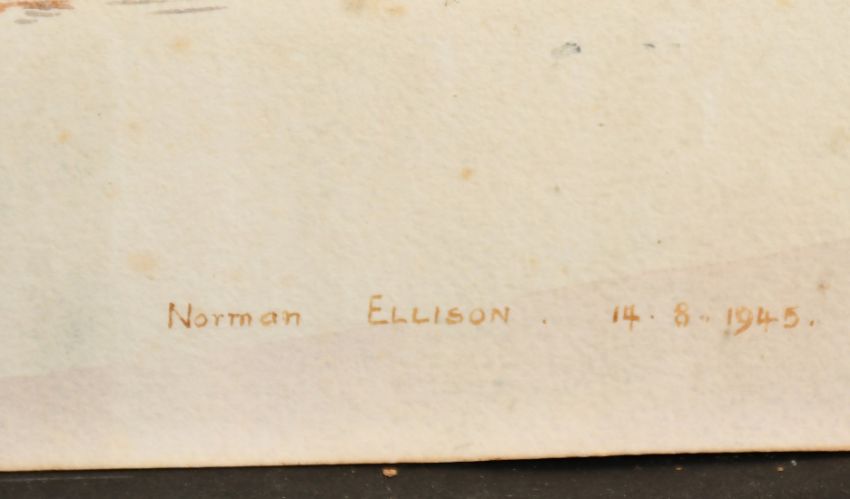 Norman ELLISON . 14 . 8 . 1945.